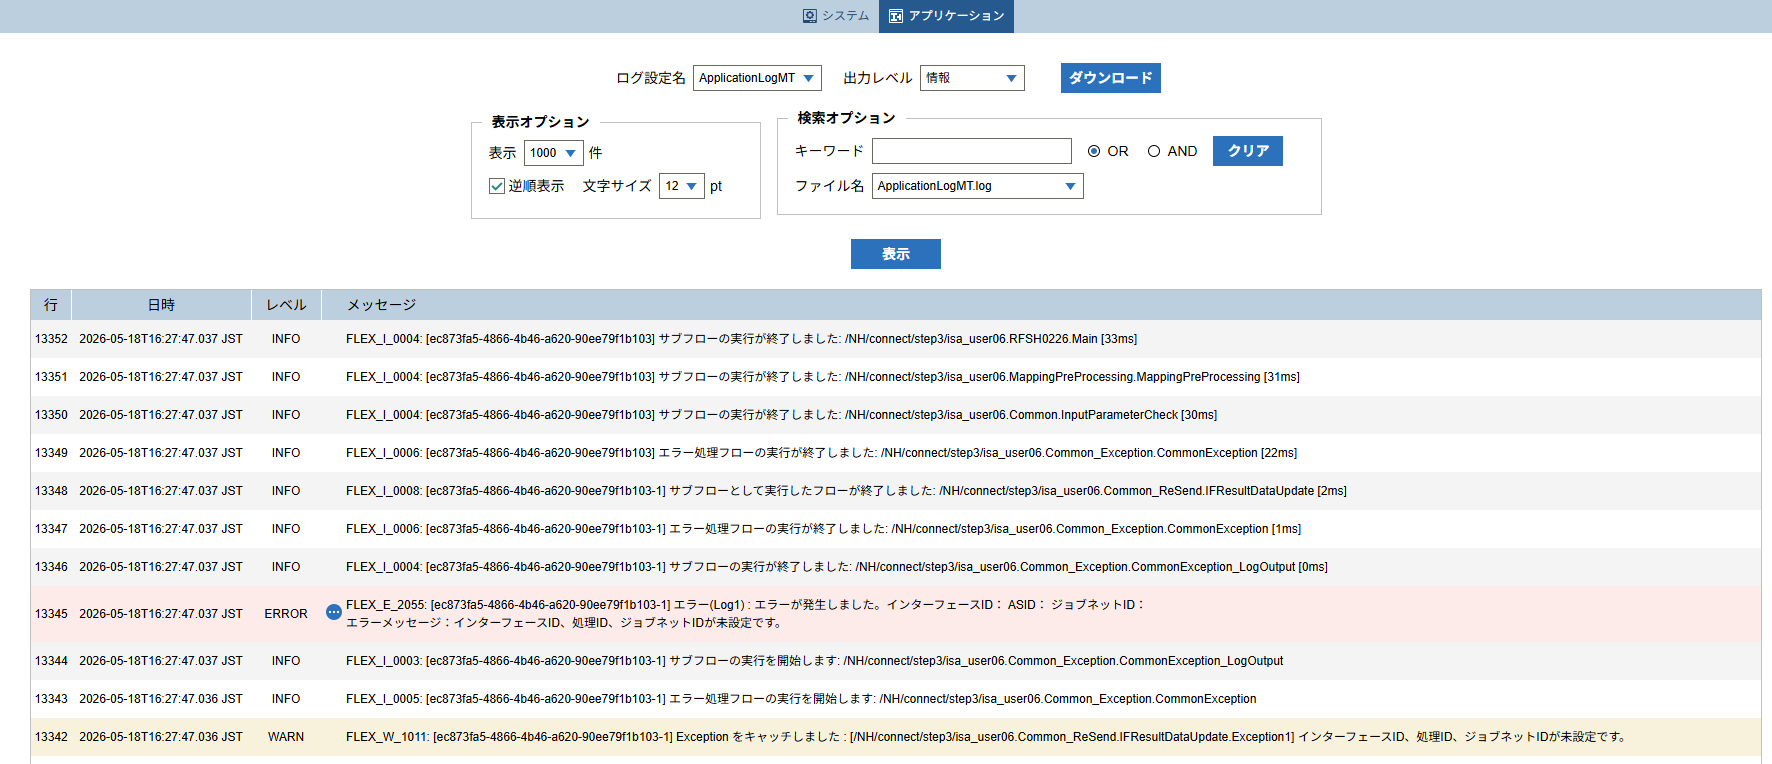 システム アプリケーション
ログ設定名 ApplicationLogMT 出力レベル 情報 ダウンロード
表示オプション
表示 1000 件
逆順表示 文字サイズ 12 pt
検索オプション
キーワード OR AND クリア
ファイル名 ApplicationLogMT.log
表示
行 日時 レベル メッセージ
13352 2026-05-18T16:27:47.037 JST INFO FLEX_I_0004: [ec873fa5-4866-4b46-a620-90ee79f1b103] サブフローの実行が終了しました: /NH/connect/step3/isa_user06.RFSH0226.Main [33ms]
13351 2026-05-18T16:27:47.037 JST INFO FLEX_I_0004: [ec873fa5-4866-4b46-a620-90ee79f1b103] サブフローの実行が終了しました: /NH/connect/step3/isa_user06.MappingPreProcessing.MappingPreProcessing [31ms]
13350 2026-05-18T16:27:47.037 JST INFO FLEX_I_0004: [ec873fa5-4866-4b46-a620-90ee79f1b103] サブフローの実行が終了しました: /NH/connect/step3/isa_user06.Common.InputParameterCheck [30ms]
13349 2026-05-18T16:27:47.037 JST INFO FLEX_I_0006: [ec873fa5-4866-4b46-a620-90ee79f1b103] エラー処理フローの実行が終了しました: /NH/connect/step3/isa_user06.Common_Exception.CommonException [22ms]
13348 2026-05-18T16:27:47.037 JST INFO FLEX_I_0008: [ec873fa5-4866-4b46-a620-90ee79f1b103-1] サブフローとして実行したフローが終了しました: /NH/connect/step3/isa_user06.Common_ReSend.IFResultDataUpdate [2ms]
13347 2026-05-18T16:27:47.037 JST INFO FLEX_I_0006: [ec873fa5-4866-4b46-a620-90ee79f1b103-1] エラー処理フローの実行が終了しました: /NH/connect/step3/isa_user06.Common_Exception.CommonException [1ms]
13346 2026-05-18T16:27:47.037 JST INFO FLEX_I_0004: [ec873fa5-4866-4b46-a620-90ee79f1b103-1] サブフローの実行が終了しました: /NH/connect/step3/isa_user06.Common_Exception.CommonException_LogOutput [0ms]
13345 2026-05-18T16:27:47.037 JST ERROR FLEX_E_2055: [ec873fa5-4866-4b46-a620-90ee79f1b103-1] エラー(Log1) : エラーが発生しました。インターフェースID： ASID： ジョブネットID：
エラーメッセージ：インターフェースID、処理ID、ジョブネットIDが未設定です。
13344 2026-05-18T16:27:47.037 JST INFO FLEX_I_0003: [ec873fa5-4866-4b46-a620-90ee79f1b103-1] サブフローの実行を開始します: /NH/connect/step3/isa_user06.Common_Exception.CommonException_LogOutput
13343 2026-05-18T16:27:47.036 JST INFO FLEX_I_0005: [ec873fa5-4866-4b46-a620-90ee79f1b103-1] エラー処理フローの実行を開始します: /NH/connect/step3/isa_user06.Common_Exception.CommonException
13342 2026-05-18T16:27:47.036 JST WARN FLEX_W_1011: [ec873fa5-4866-4b46-a620-90ee79f1b103-1] Exception をキャッチしました : [/NH/connect/step3/isa_user06.Common_ReSend.IFResultDataUpdate.Exception1] インターフェースID、処理ID、ジョブネットIDが未設定です。